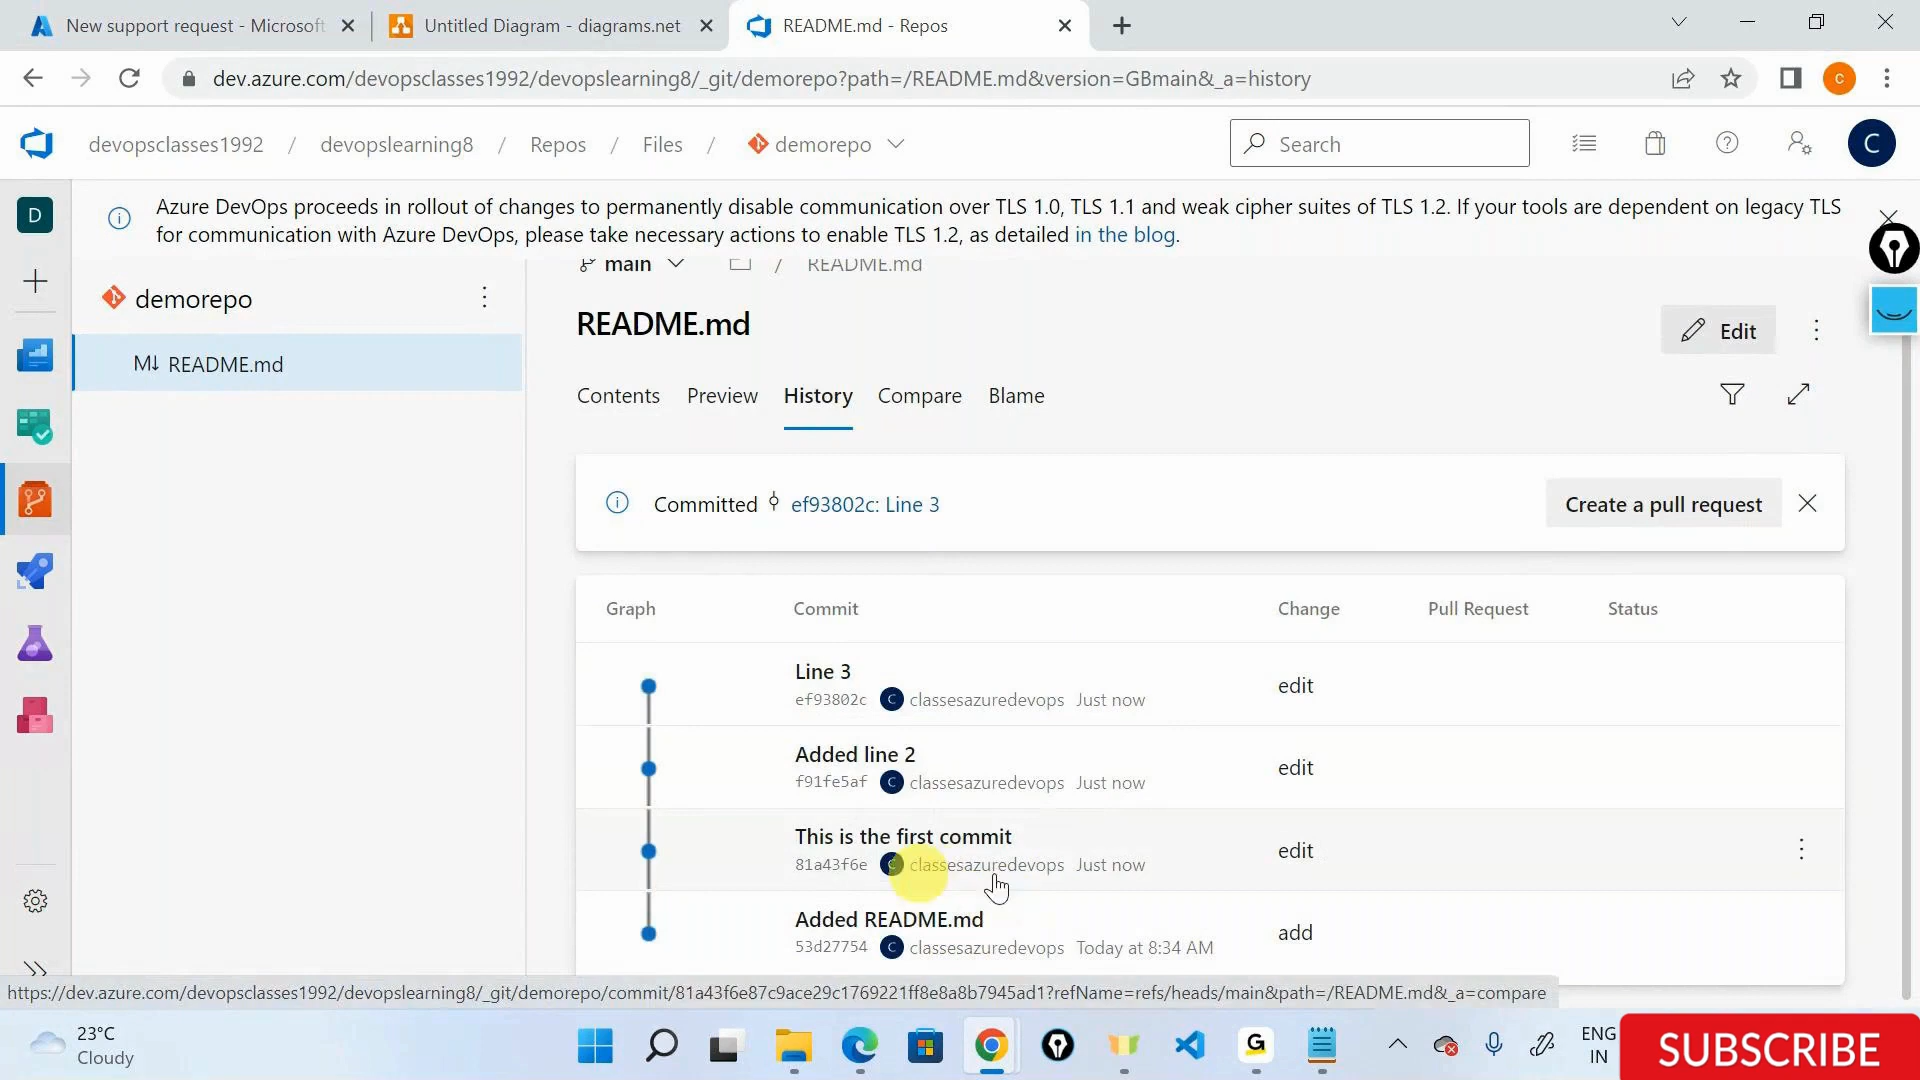 New support request - Microsoft
Untitled Diagram - diagrams.net
README.md - Repos
dev.azure.com/devopsclasses1992/devopslearning8/_git/demorepo?path=/README.md&version=GBmain&_a=history
c
devopsclasses1992 / devopslearning8 / Repos / Files / demorepo
Search
C
D
Azure DevOps proceeds in rollout of changes to permanently disable communication over TLS 1.0, TLS 1.1 and weak cipher suites of TLS 1.2. If your tools are dependent on legacy TLS
for communication with Azure DevOps, please take necessary actions to enable TLS 1.2, as detailed in the blog.
main / README.md
demorepo
M↓ README.md
README.md
Edit
Contents Preview History Compare Blame
Committed ef93802c: Line 3
Create a pull request
Graph Commit Change Pull Request Status
Line 3
ef93802c C classesazuredevops Just now
edit
Added line 2
f91fe5af C classesazuredevops Just now
edit
This is the first commit
81a43f6e C classesazuredevops Just now
edit
Added README.md
53d27754 C classesazuredevops Today at 8:34 AM
add
https://dev.azure.com/devopsclasses1992/devopslearning8/_git/demorepo/commit/81a43f6e87c9ace29c1769221ff8e8a8b7945ad1?refName=refs/heads/main&path=/README.md&_a=compare
23°C
Cloudy
G
ENG
IN
SUBSCRIBE